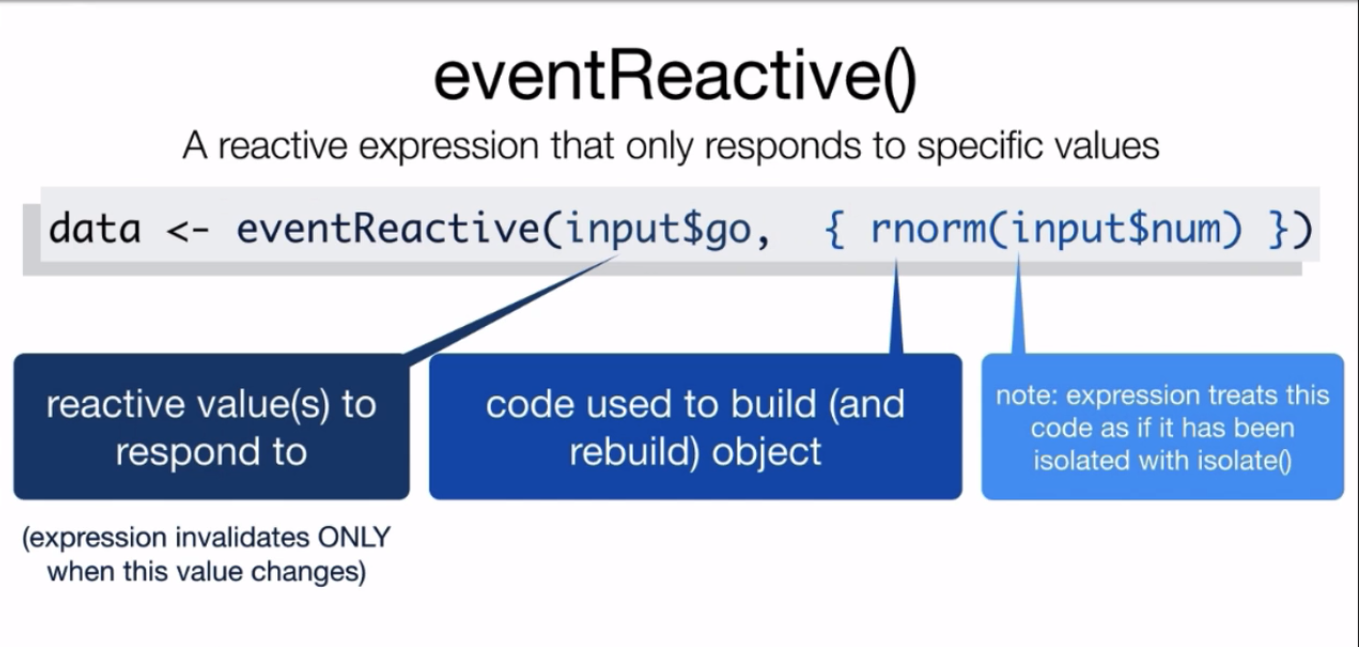 eventReactive()
A reactive expression that only responds to specific values
data <- eventReactive(input$go,  { rnorm(input$num) })
reactive value(s) to
respond to
code used to build (and
rebuild) object
note: expression treats this
code as if it has been
isolated with isolate()
(expression invalidates ONLY
when this value changes)